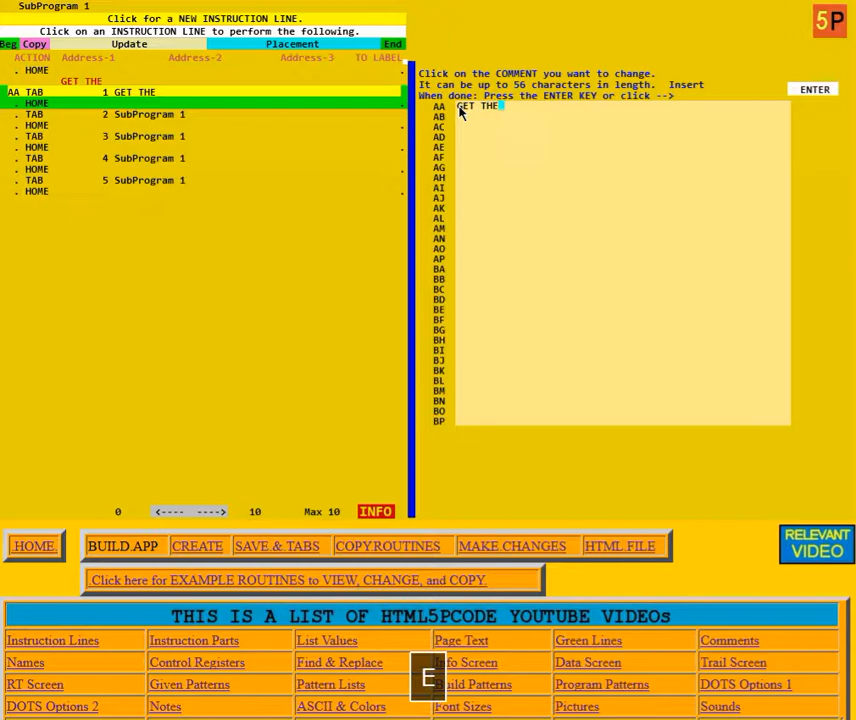 SubProgram 1
Click for a NEW INSTRUCTION LINE.
Click on an INSTRUCTION LINE to perform the following.
Beg Copy Update Placement End
ACTION Address-1 Address-2 Address-3 TO LABEL
. HOME .
GET THE
AA TAB 1 GET THE
. HOME .
. TAB 2 SubProgram 1
. HOME .
. TAB 3 SubProgram 1
. HOME .
. TAB 4 SubProgram 1
. HOME .
. TAB 5 SubProgram 1
. HOME .
0 <---- ----> 10 Max 10 INFO
5P
Click on the COMMENT you want to change.
It can be up to 56 characters in length. Insert
When done: Press the ENTER KEY or click -->
ENTER
AA GET THE
AB
AC
AD
AE
AF
AG
AH
AI
AJ
AK
AL
AM
AN
AO
AP
BA
BB
BC
BD
BE
BF
BG
BH
BI
BJ
BK
BL
BM
BN
BO
BP
.HOME. BUILD.APP CREATE SAVE.&.TABS COPY.ROUTINES MAKE.CHANGES HTML.FILE
RELEVANT
VIDEO
.Click here for EXAMPLE ROUTINES to VIEW, CHANGE, and COPY.
THIS IS A LIST OF HTML5PCODE YOUTUBE VIDEOs
Instruction Lines Instruction Parts List Values Page Text Green Lines Comments
Names Control Registers Find & Replace Info Screen Data Screen Trail Screen
RT Screen Given Patterns Pattern Lists Build Patterns Program Patterns DOTS Options 1
DOTS Options 2 Notes ASCII & Colors Font Sizes Pictures Sounds
E